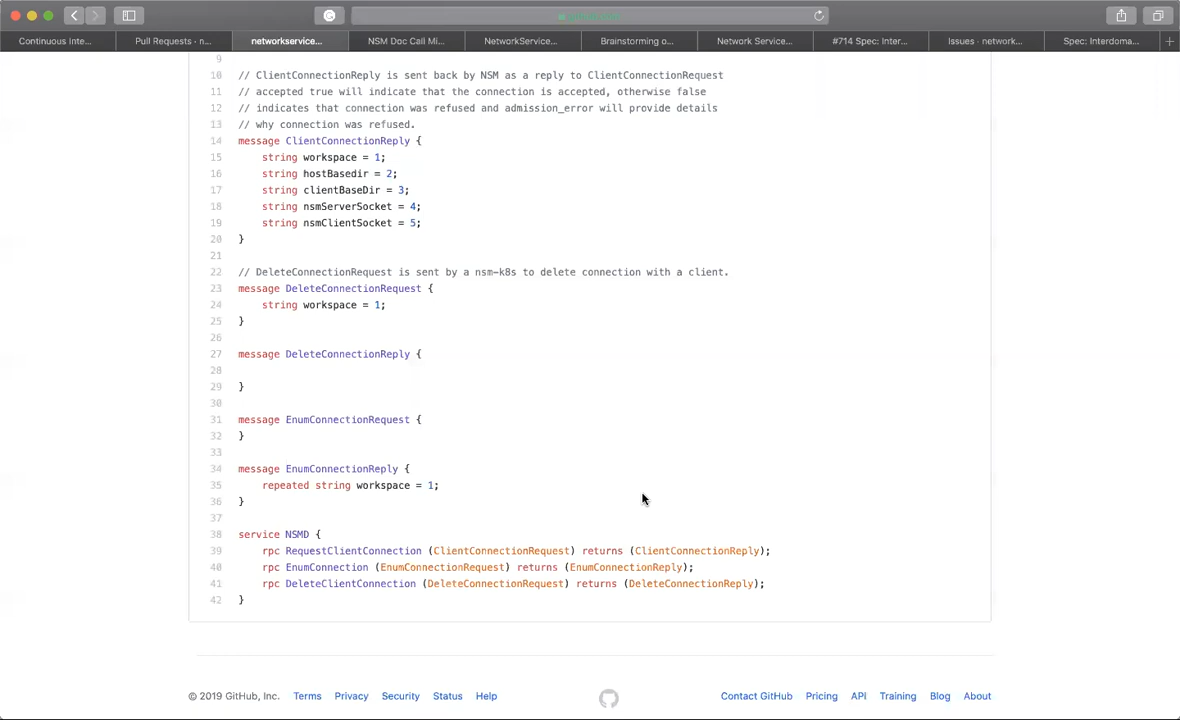 github.com
Continuous Inte...
Pull Requests · n...
networkservice...
NSM Doc Call Mi...
NetworkService...
Brainstorming o...
Network Service...
#714 Spec: Inter...
Issues · network...
Spec: Interdoma...
9
10 // ClientConnectionReply is sent back by NSM as a reply to ClientConnectionRequest
11 // accepted true will indicate that the connection is accepted, otherwise false
12 // indicates that connection was refused and admission_error will provide details
13 // why connection was refused.
14 message ClientConnectionReply {
15 string workspace = 1;
16 string hostBasedir = 2;
17 string clientBaseDir = 3;
18 string nsmServerSocket = 4;
19 string nsmClientSocket = 5;
20 }
21
22 // DeleteConnectionRequest is sent by a nsm-k8s to delete connection with a client.
23 message DeleteConnectionRequest {
24 string workspace = 1;
25 }
26
27 message DeleteConnectionReply {
28
29 }
30
31 message EnumConnectionRequest {
32 }
33
34 message EnumConnectionReply {
35 repeated string workspace = 1;
36 }
37
38 service NSMD {
39 rpc RequestClientConnection (ClientConnectionRequest) returns (ClientConnectionReply);
40 rpc EnumConnection (EnumConnectionRequest) returns (EnumConnectionReply);
41 rpc DeleteClientConnection (DeleteConnectionRequest) returns (DeleteConnectionReply);
42 }
© 2019 GitHub, Inc. Terms Privacy Security Status Help
Contact GitHub Pricing API Training Blog About